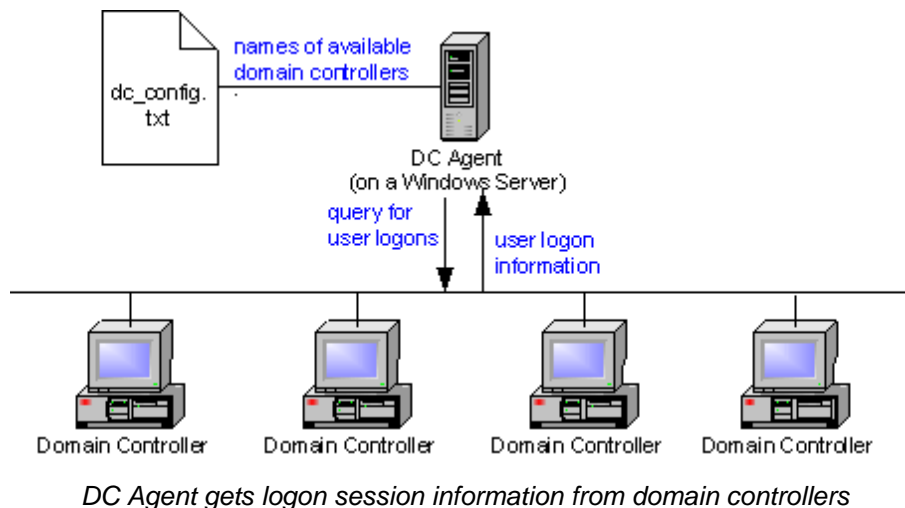 names of available
domain controllers
dc_config.
txt
DC Agent
(on a Windows Server)
query for
user logons
user logon
information
Domain Controller
Domain Controller
Domain Controller
Domain Controller
DC Agent gets logon session information from domain controllers